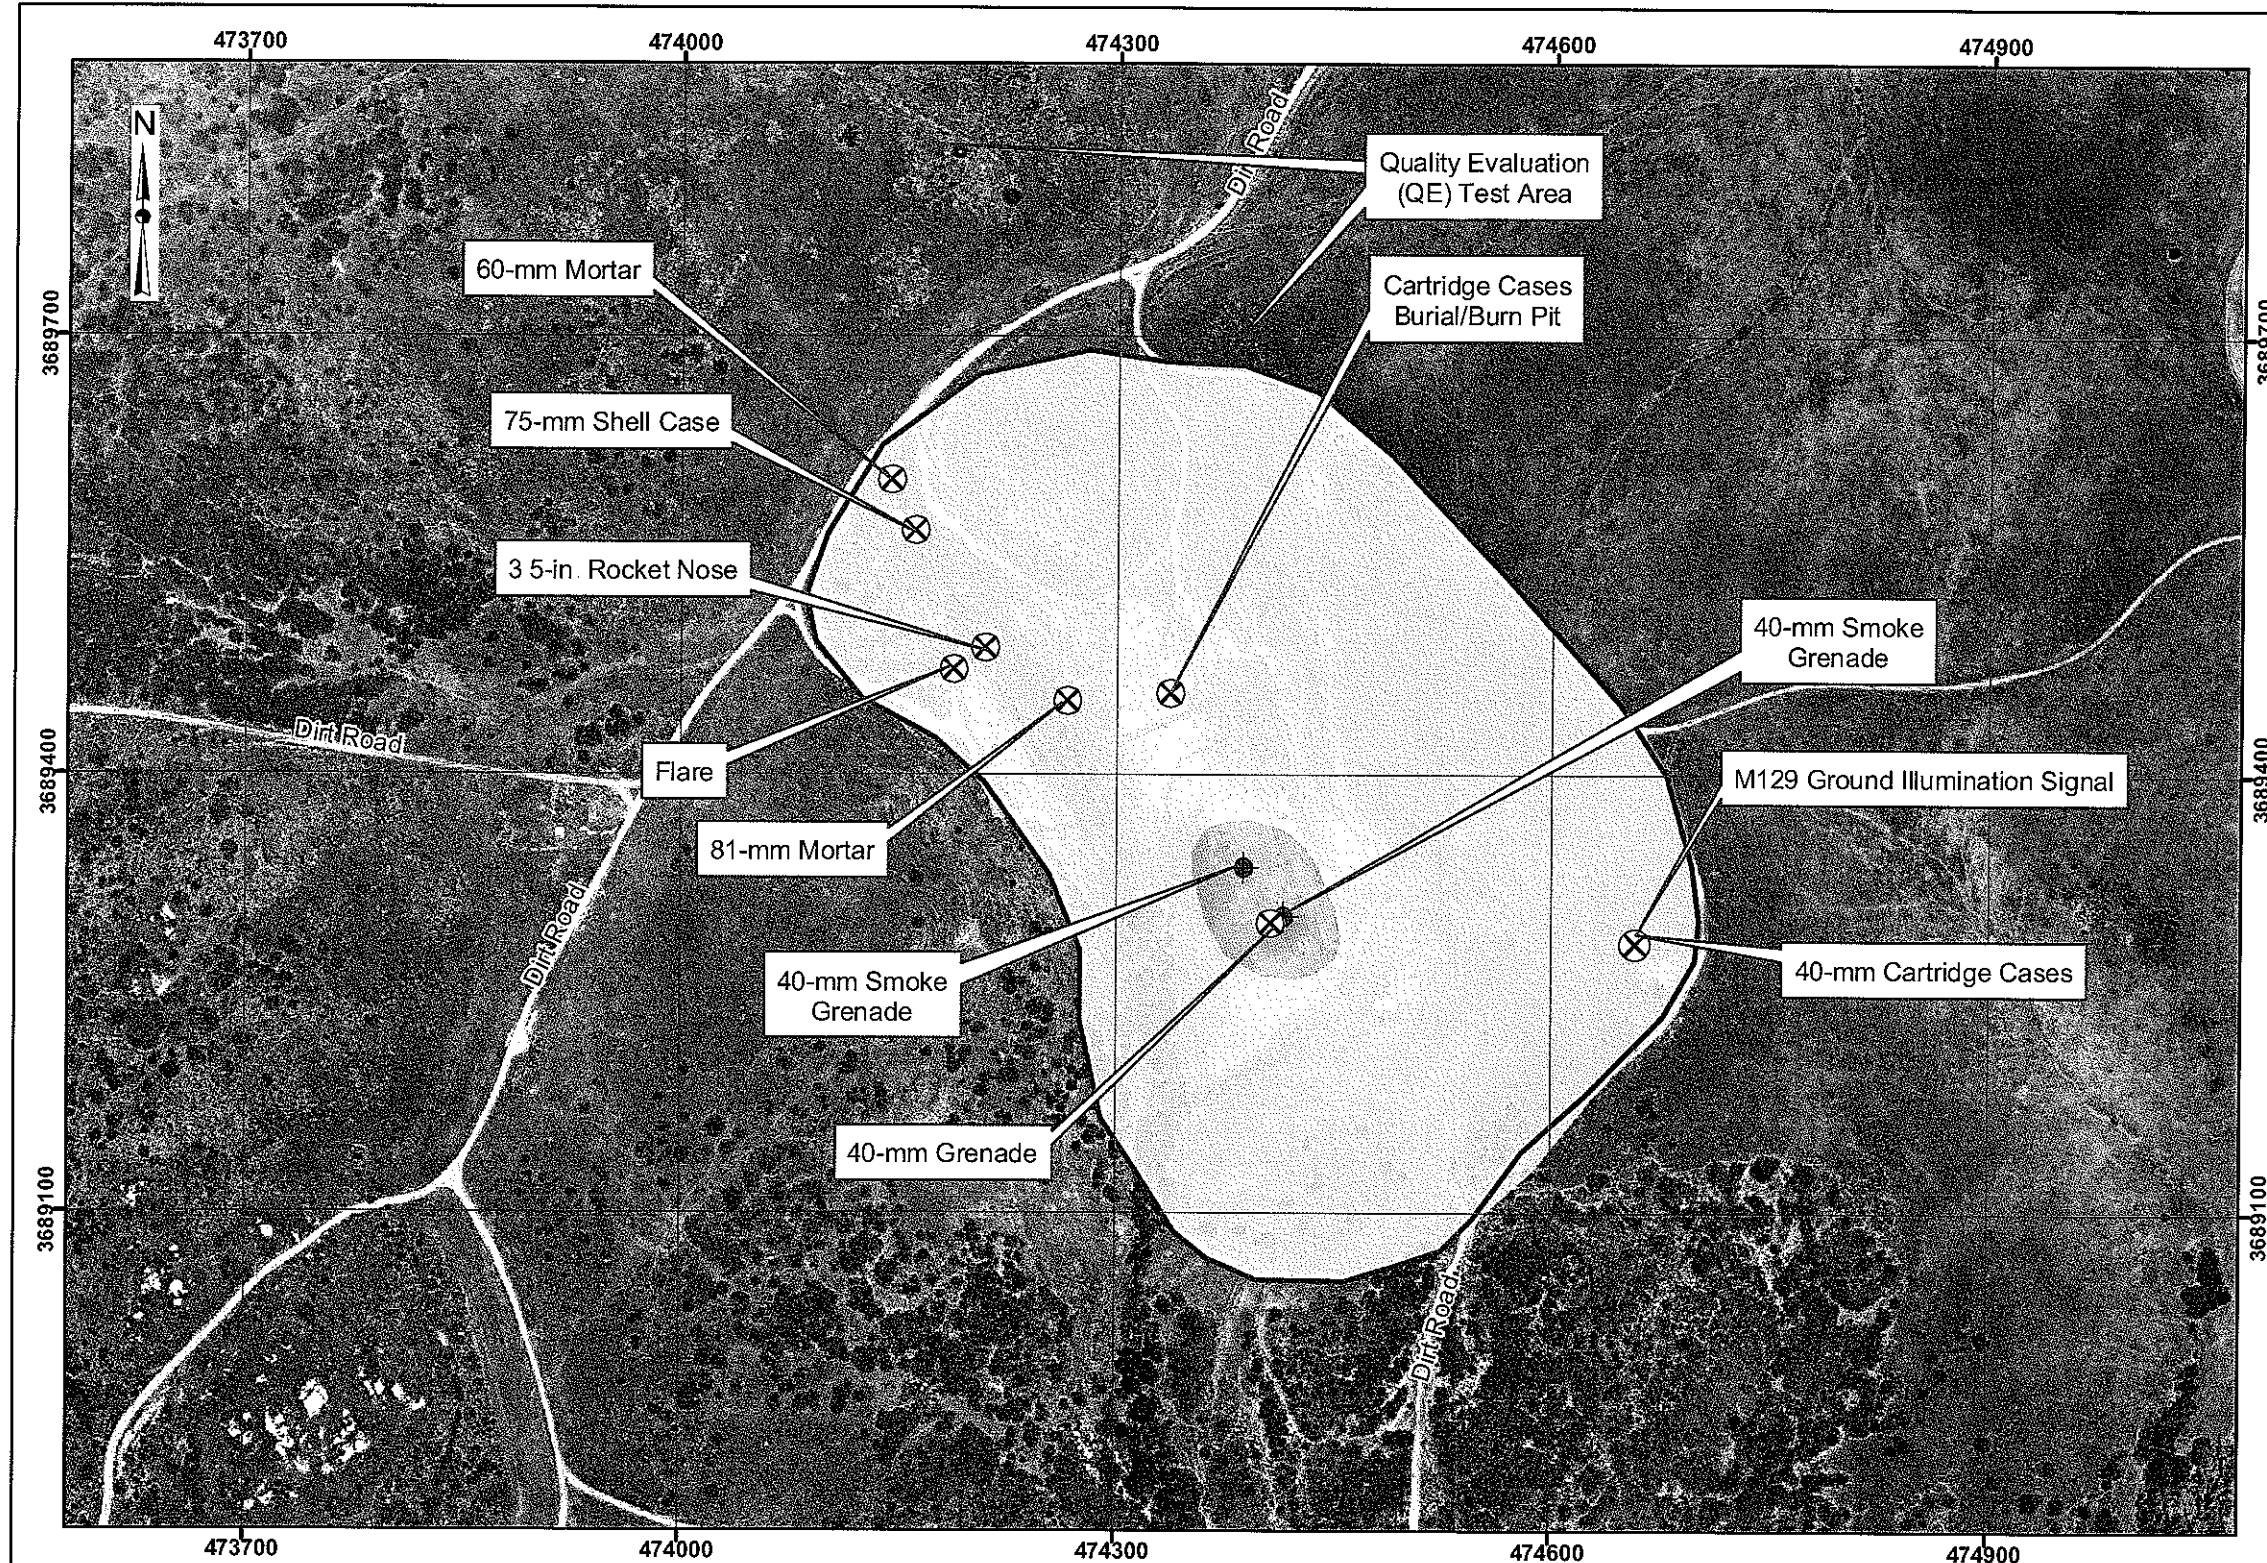 473700
474000
474300
474600
474900
N
Dirt Road
Quality Evaluation
(QE) Test Area
60-mm Mortar
Cartridge Cases
Burial/Burn Pit
3689700
3689700
75-mm Shell Case
3 5-in. Rocket Nose
40-mm Smoke
Grenade
Dirt Road
Flare
M129 Ground Illumination Signal
3689400
3689400
81-mm Mortar
Dirt Road
40-mm Smoke
Grenade
40-mm Cartridge Cases
40-mm Grenade
3689100
3689100
Dirt Road
473700
474000
474300
474600
474900